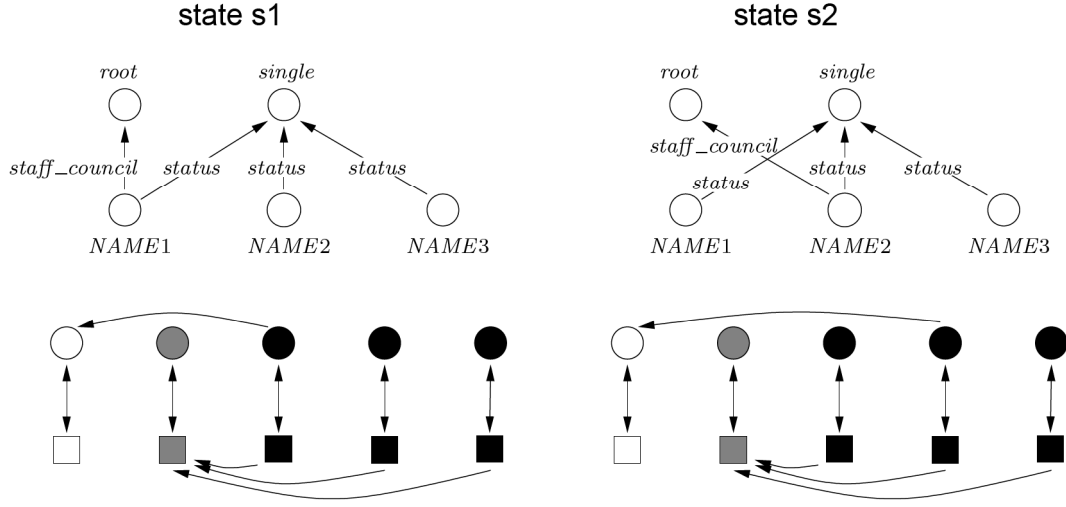 state s1
root single
staff_council status status status
NAME1 NAME2 NAME3
state s2
root single
staff_council
status status status
NAME1 NAME2 NAME3